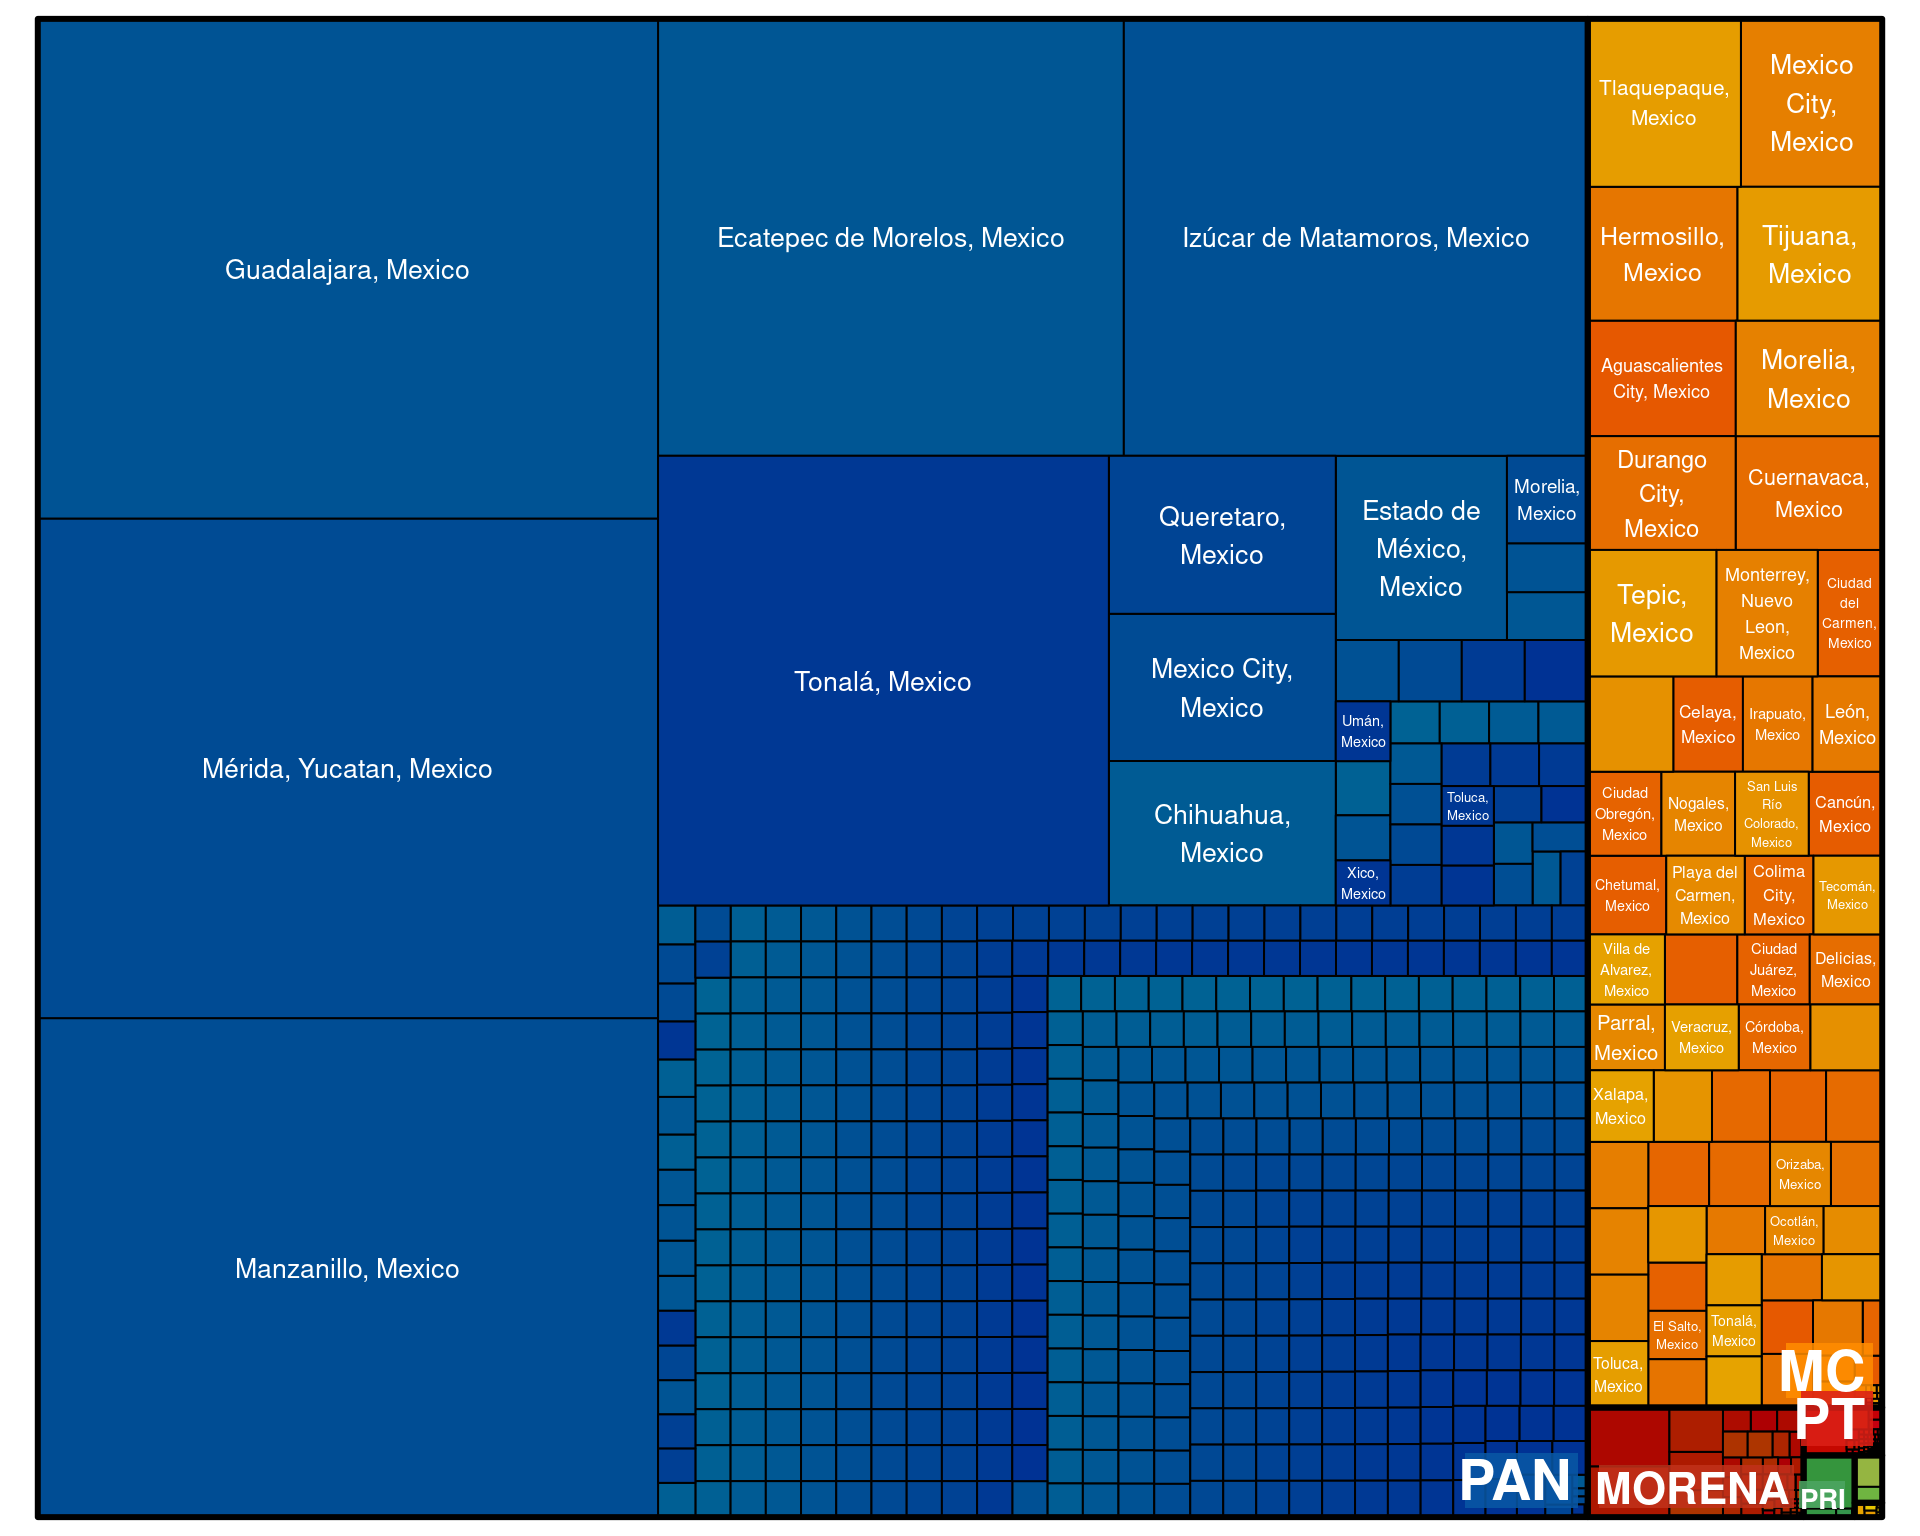 Guadalajara, Mexico
Mérida, Yucatan, Mexico
Manzanillo, Mexico
Ecatepec de Morelos, Mexico
Izúcar de Matamoros, Mexico
Tonalá, Mexico
Queretaro,
Mexico
Mexico City,
Mexico
Chihuahua,
Mexico
Estado de
México,
Mexico
Morelia,
Mexico
Umán,
Mexico
Toluca,
Mexico
Xico,
Mexico
PAN
Tlaquepaque,
Mexico
Mexico
City,
Mexico
Hermosillo,
Mexico
Tijuana,
Mexico
Aguascalientes
City, Mexico
Morelia,
Mexico
Durango
City,
Mexico
Cuernavaca,
Mexico
Tepic,
Mexico
Monterrey,
Nuevo
Leon,
Mexico
Ciudad
del
Carmen,
Mexico
Celaya,
Mexico
Irapuato,
Mexico
León,
Mexico
Ciudad
Obregón,
Mexico
Nogales,
Mexico
San Luis
Río
Colorado,
Mexico
Cancún,
Mexico
Chetumal,
Mexico
Playa del
Carmen,
Mexico
Colima
City,
Mexico
Tecomán,
Mexico
Villa de
Alvarez,
Mexico
Ciudad
Juárez,
Mexico
Delicias,
Mexico
Parral,
Mexico
Veracruz,
Mexico
Córdoba,
Mexico
Xalapa,
Mexico
Orizaba,
Mexico
Ocotlán,
Mexico
El Salto,
Mexico
Tonalá,
Mexico
Toluca,
Mexico
MC
PT
MORENA
PRI